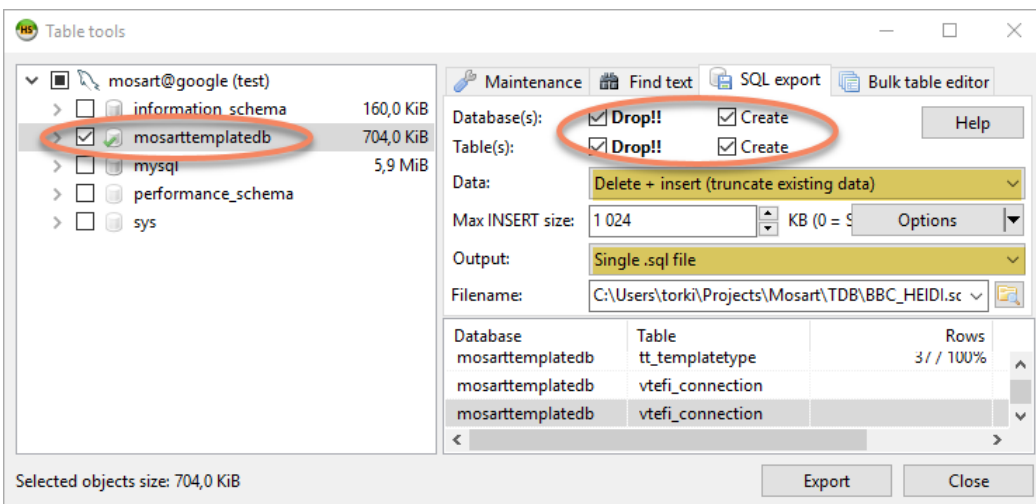 Table tools
mosart@google (test)
information_schema 160,0 KiB
mosarttemplatedb 704,0 KiB
mysql 5,9 MiB
performance_schema
sys
Selected objects size: 704,0 KiB
Maintenance Find text SQL export Bulk table editor
Database(s): Drop!! Create Help
Table(s): Drop!! Create
Data: Delete + insert (truncate existing data)
Max INSERT size: 1 024 KB (0 = S Options
Output: Single .sql file
Filename: C:\Users\torki\Projects\Mosart\TDB\BBC_HEIDI.sc
Database Table Rows
mosarttemplatedb tt_templatetype 37 / 100%
mosarttemplatedb vtefi_connection
mosarttemplatedb vtefi_connection
Export Close